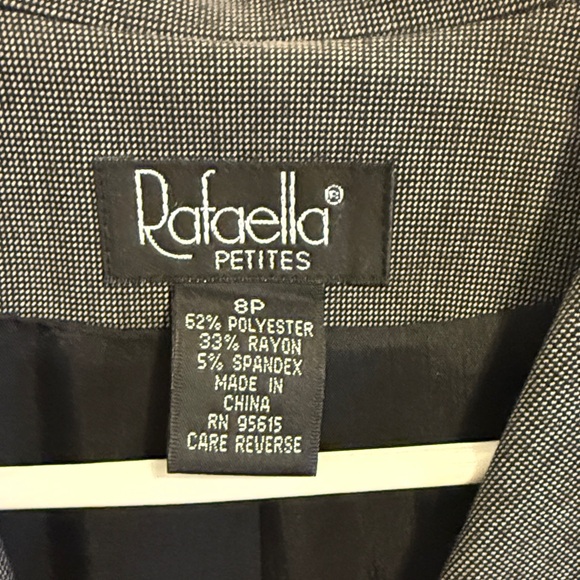 Rafaella®
PETITES
8P
62% POLYESTER
33% RAYON
5% SPANDEX
MADE IN
CHINA
RN 95615
CARE REVERSE